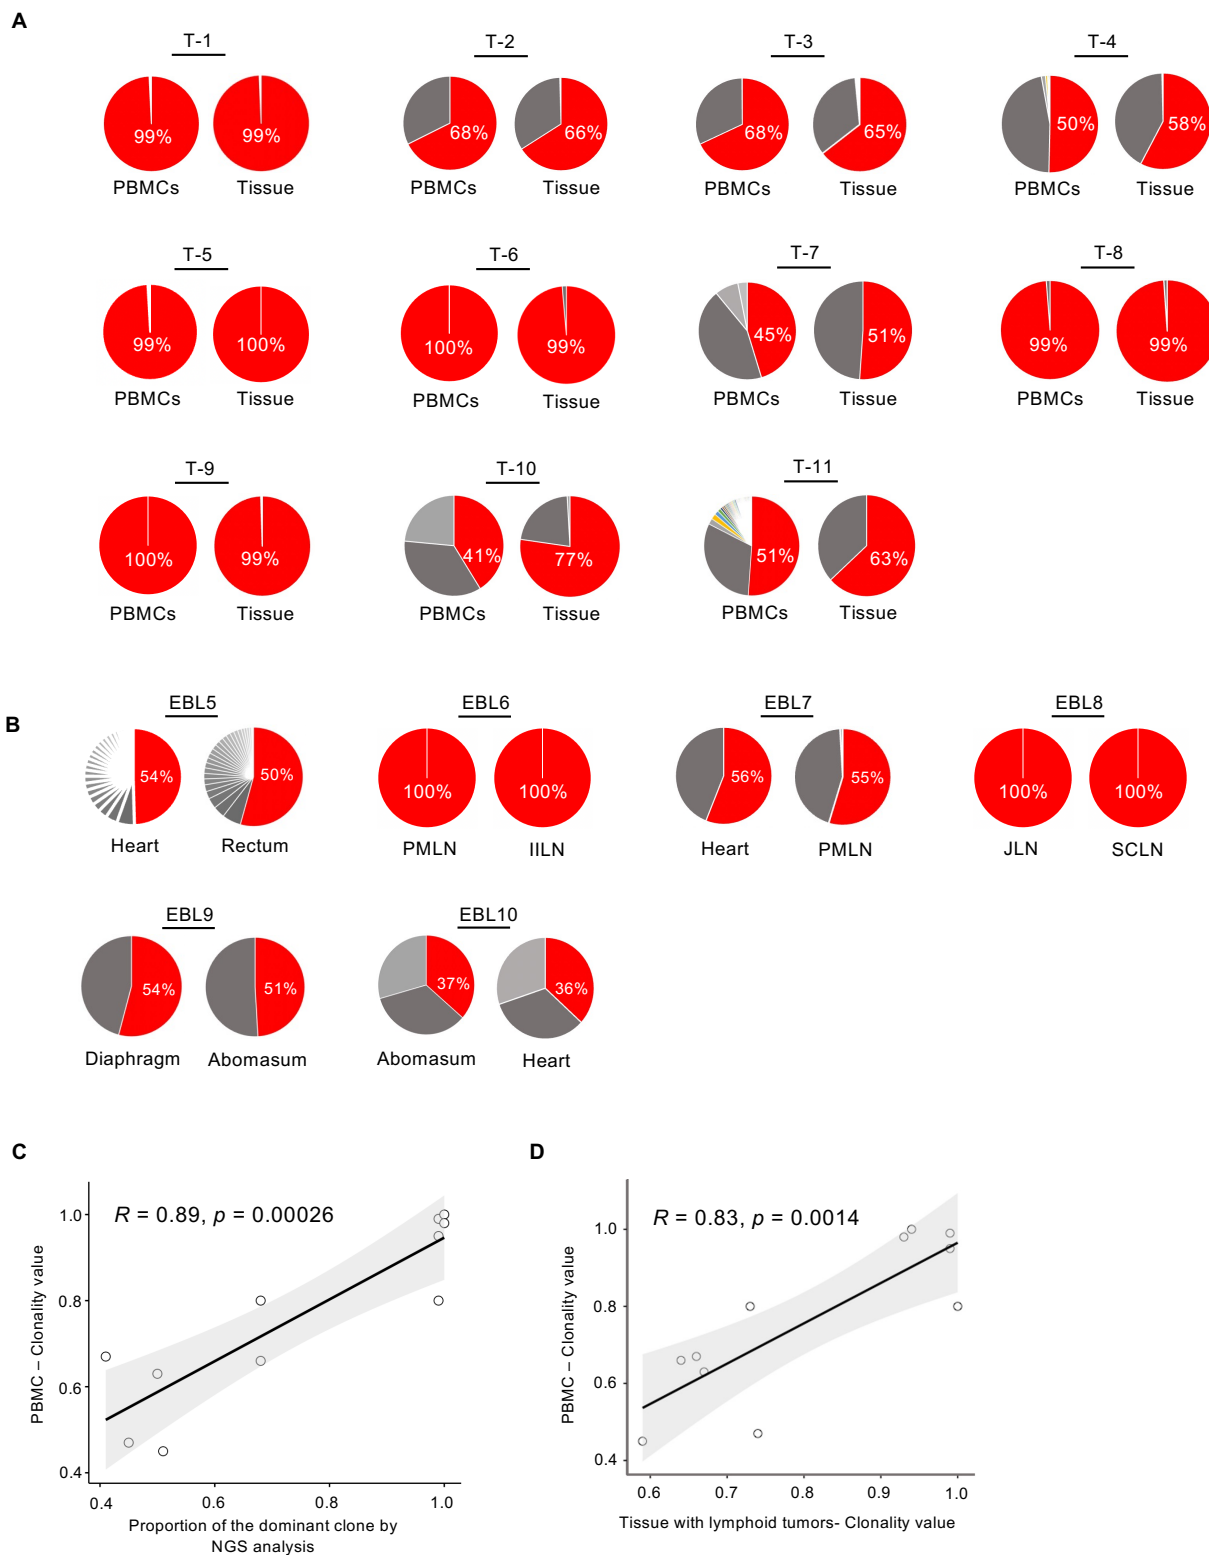 A
T-1
T-2
T-3
T-4
99%
99%
68%
66%
68%
65%
50%
58%
PBMCs
Tissue
PBMCs
Tissue
PBMCs
Tissue
PBMCs
Tissue
T-5
T-6
T-7
T-8
99%
100%
100%
99%
45%
51%
99%
99%
PBMCs
Tissue
PBMCs
Tissue
PBMCs
Tissue
PBMCs
Tissue
T-9
T-10
T-11
100%
99%
41%
77%
51%
63%
PBMCs
Tissue
PBMCs
Tissue
PBMCs
Tissue
B
EBL5
EBL6
EBL7
EBL8
54%
50%
100%
100%
56%
55%
100%
100%
Heart
Rectum
PMLN
IILN
Heart
PMLN
JLN
SCLN
EBL9
EBL10
54%
51%
37%
36%
Diaphragm
Abomasum
Abomasum
Heart
C
R = 0.89, p = 0.00026
PBMC – Clonality value
1.0
0.8
0.6
0.4
0.4
0.6
0.8
1.0
Proportion of the dominant clone by
NGS analysis
D
R = 0.83, p = 0.0014
PBMC – Clonality value
1.0
0.8
0.6
0.4
0.6
0.7
0.8
0.9
1.0
Tissue with lymphoid tumors- Clonality value